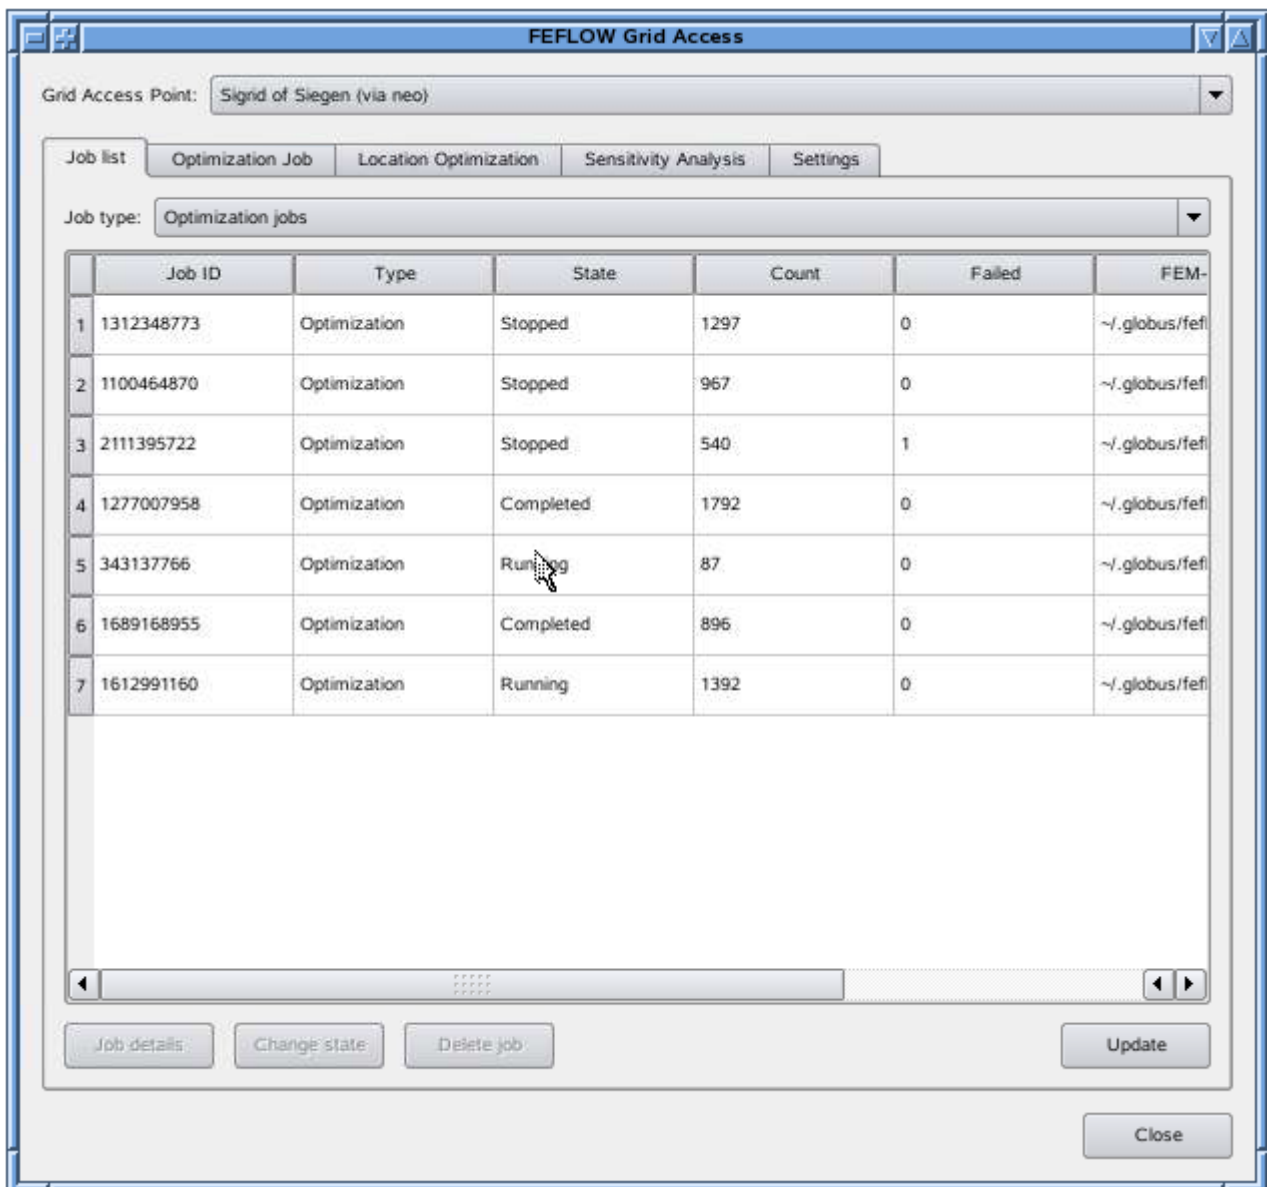 FEFLOW Grid Access
Grid Access Point: Sigrid of Siegen (via neo)
Job list Optimization Job Location Optimization Sensitivity Analysis Settings
Job type: Optimization jobs
Job ID Type State Count Failed FEM-
1 1312348773 Optimization Stopped 1297 0 ~/.globus/fefl
2 1100464870 Optimization Stopped 967 0 ~/.globus/fefl
3 2111395722 Optimization Stopped 540 1 ~/.globus/fefl
4 1277007958 Optimization Completed 1792 0 ~/.globus/fefl
5 343137766 Optimization Running 87 0 ~/.globus/fefl
6 1689168955 Optimization Completed 896 0 ~/.globus/fefl
7 1612991160 Optimization Running 1392 0 ~/.globus/fefl
Job details Change state Delete job Update
Close